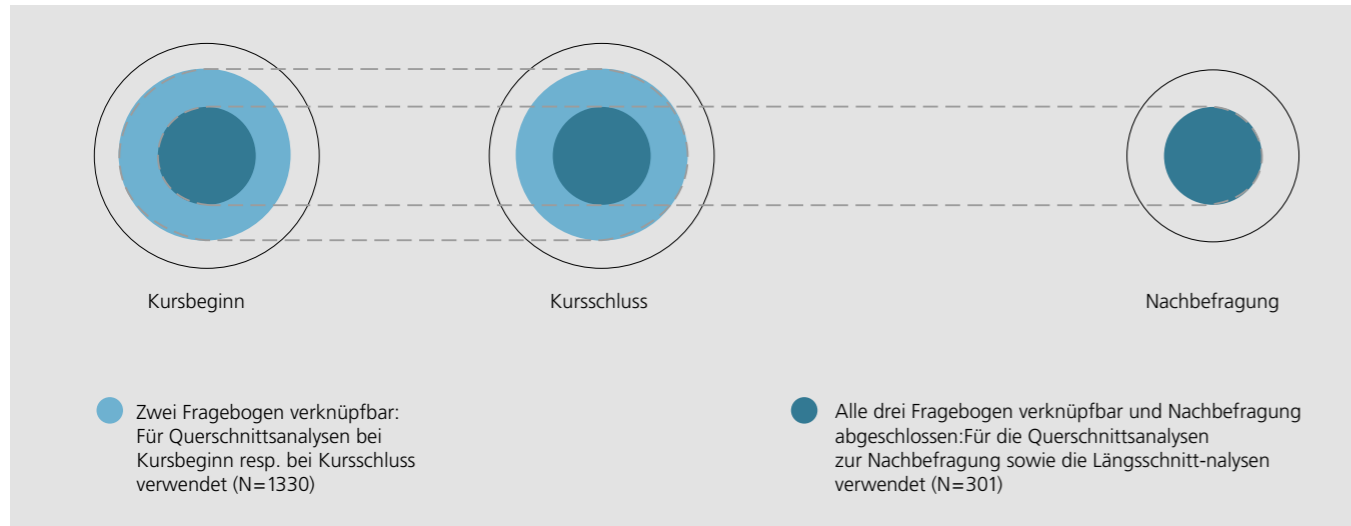 Kursbeginn
Kursschluss
Nachbefragung
Zwei Fragebogen verknüpfbar:
Für Querschnittsanalysen bei
Kursbeginn resp. bei Kursschluss
verwendet (N=1330)
Alle drei Fragebogen verknüpfbar und Nachbefragung
abgeschlossen:Für die Querschnittsanalysen
zur Nachbefragung sowie die Längsschnitt-nalysen
verwendet (N=301)